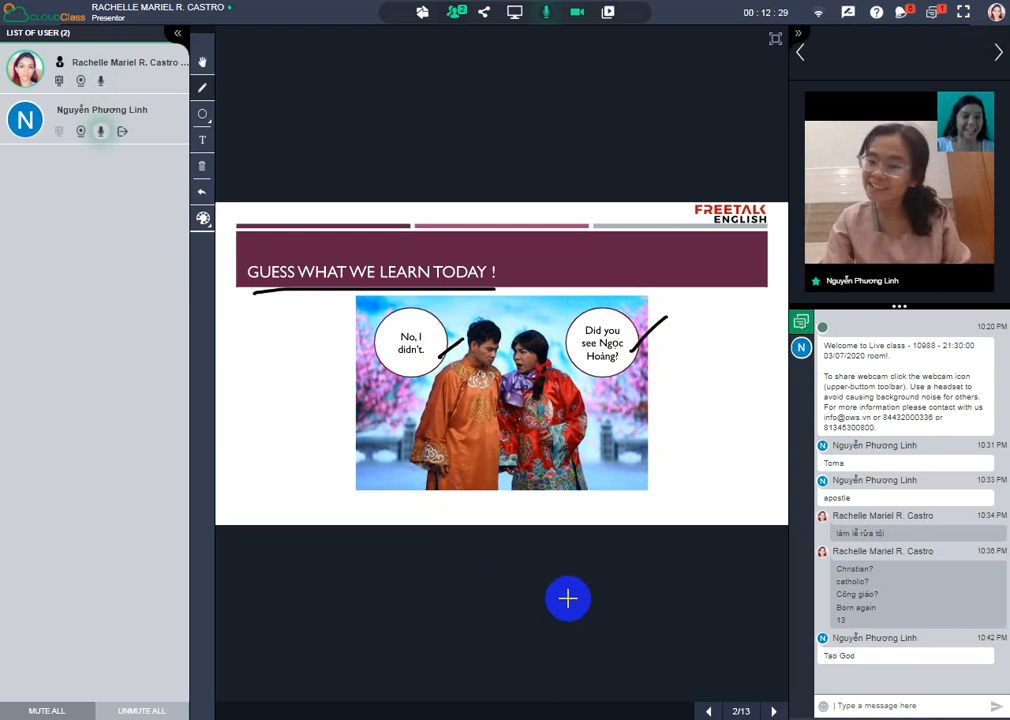 CLOUDCLASS
RACHELLE MARIEL R. CASTRO
Presentor
2
00 : 12 : 29
6
1
LIST OF USER (2)
Rachelle Mariel R. Castro ...
N
Nguyễn Phương Linh
T
MUTE ALL
UNMUTE ALL
FREETALK
ENGLISH
GUESS WHAT WE LEARN TODAY !
No, I
didn't.
Did you
see Ngọc
Hoàng?
2/13
Nguyễn Phương Linh
10:20 PM
N
Welcome to Live class - 10988 - 21:30:00
03/07/2020 room!.
To share webcam click the webcam icon
(upper-buttom toolbar). Use a headset to
avoid causing background noise for others.
For more information please contact with us
info@ows.vn or 84432000336 or
81345300800.
N Nguyễn Phương Linh 10:31 PM
Toma
N Nguyễn Phương Linh 10:33 PM
apostle
Rachelle Mariel R. Castro 10:34 PM
làm lễ rửa tội
Rachelle Mariel R. Castro 10:36 PM
Christian?
catholic?
Công giáo?
Born again
13
N Nguyễn Phương Linh 10:42 PM
Tao God
Type a message here